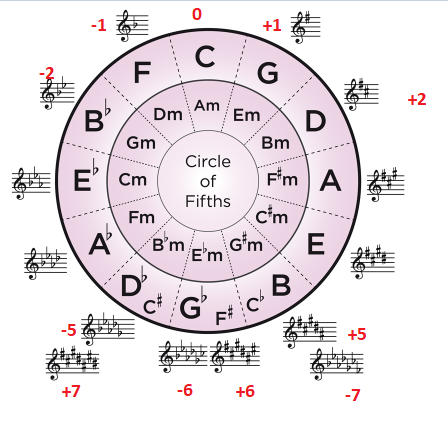 0
-1
+1
C
F
G
-2
+2
B♭
D
Am
Dm
Em
Gm
Bm
E♭
Cm
Circle
of
Fifths
F♯m
A
Fm
C♯m
A♭
B♭m
E♭m
G♯m
E
D♭
C♯
G♭
F♯
C♭
B
-5
+5
+7
-6
+6
-7